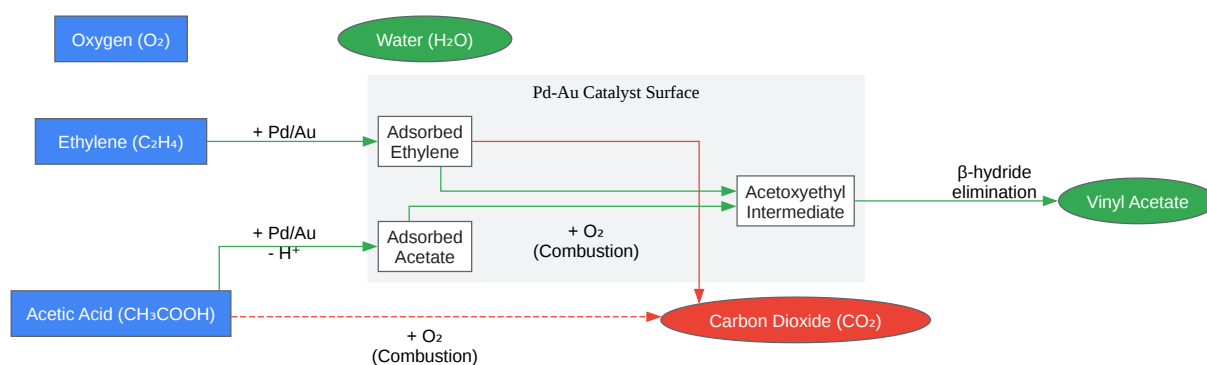 Oxygen (O₂)
Water (H₂O)
Pd-Au Catalyst Surface
Ethylene (C₂H₄)
+ Pd/Au
Adsorbed
Ethylene
Acetoxyethyl
Intermediate
β-hydride
elimination
Vinyl Acetate
+ Pd/Au
- H⁺
Adsorbed
Acetate
+ O₂
(Combustion)
Acetic Acid (CH₃COOH)
+ O₂
(Combustion)
Carbon Dioxide (CO₂)